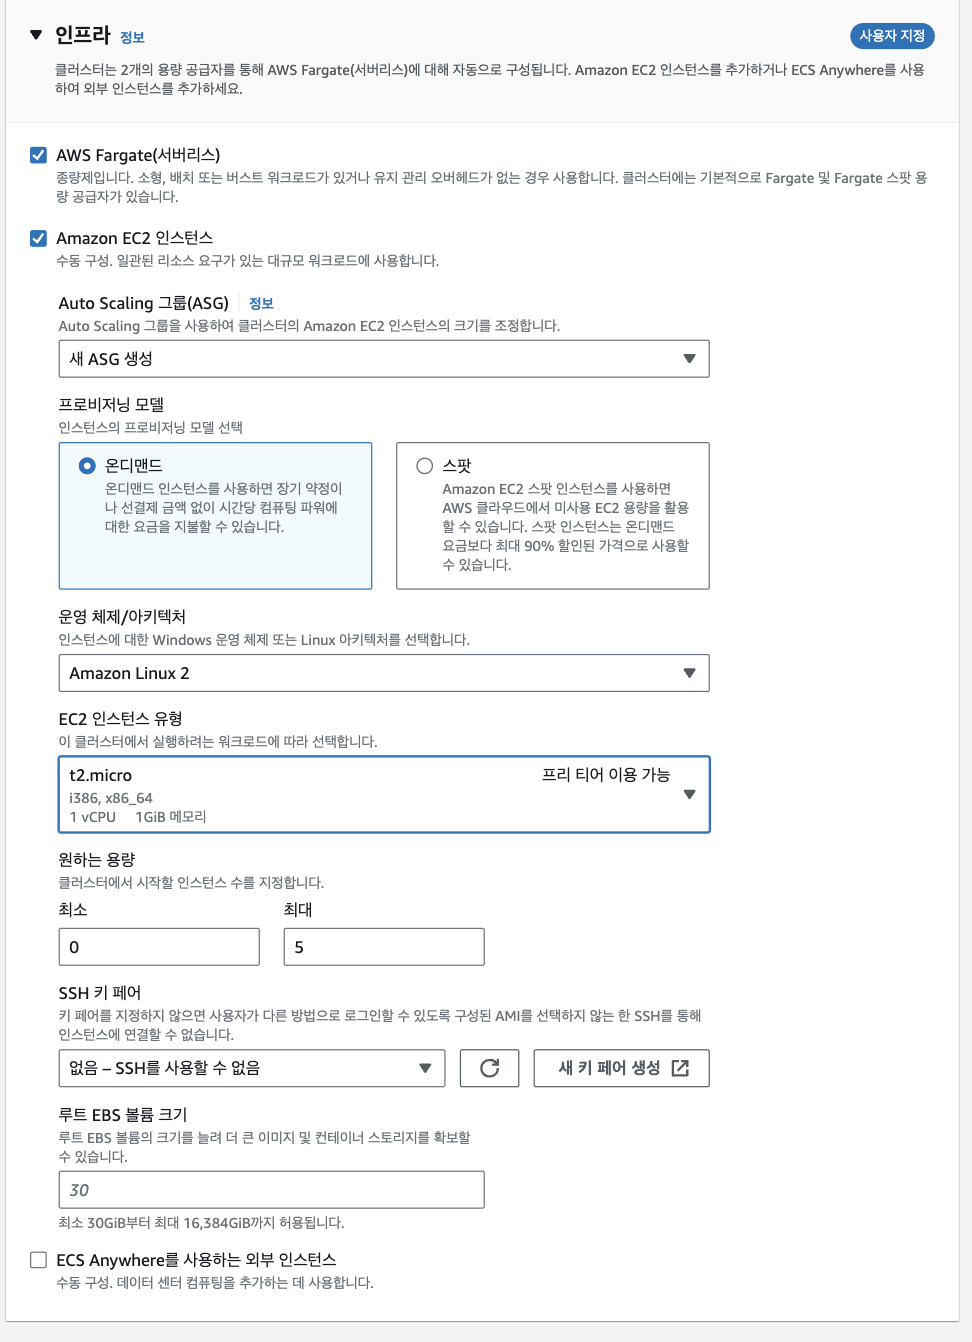 인프라 정보
사용자 지정
클러스터는 2개의 용량 공급자를 통해 AWS Fargate(서버리스)에 대해 자동으로 구성됩니다. Amazon EC2 인스턴스를 추가하거나 ECS Anywhere를 사용
하여 외부 인스턴스를 추가하세요.
AWS Fargate(서버리스)
종량제입니다. 소형, 배치 또는 버스트 워크로드가 있거나 유지 관리 오버헤드가 없는 경우 사용합니다. 클러스터에는 기본적으로 Fargate 및 Fargate 스팟 용
량 공급자가 있습니다.
Amazon EC2 인스턴스
수동 구성. 일관된 리소스 요구가 있는 대규모 워크로드에 사용합니다.
Auto Scaling 그룹(ASG) 정보
Auto Scaling 그룹을 사용하여 클러스터의 Amazon EC2 인스턴스의 크기를 조정합니다.
새 ASG 생성
프로비저닝 모델
인스턴스의 프로비저닝 모델 선택
온디맨드
온디맨드 인스턴스를 사용하면 장기 약정이
나 선결제 금액 없이 시간당 컴퓨팅 파워에
대한 요금을 지불할 수 있습니다.
스팟
Amazon EC2 스팟 인스턴스를 사용하면
AWS 클라우드에서 미사용 EC2 용량을 활용
할 수 있습니다. 스팟 인스턴스는 온디맨드
요금보다 최대 90% 할인된 가격으로 사용할
수 있습니다.
운영 체제/아키텍처
인스턴스에 대한 Windows 운영 체제 또는 Linux 아키텍처를 선택합니다.
Amazon Linux 2
EC2 인스턴스 유형
이 클러스터에서 실행하려는 워크로드에 따라 선택합니다.
t2.micro 프리 티어 이용 가능
i386, x86_64
1 vCPU 1GiB 메모리
원하는 용량
클러스터에서 시작할 인스턴스 수를 지정합니다.
최소 최대
0 5
SSH 키 페어
키 페어를 지정하지 않으면 사용자가 다른 방법으로 로그인할 수 있도록 구성된 AMI를 선택하지 않는 한 SSH를 통해
인스턴스에 연결할 수 없습니다.
없음 – SSH를 사용할 수 없음
새 키 페어 생성
루트 EBS 볼륨 크기
루트 EBS 볼륨의 크기를 늘려 더 큰 이미지 및 컨테이너 스토리지를 확보할
수 있습니다.
30
최소 30GiB부터 최대 16,384GiB까지 허용됩니다.
ECS Anywhere를 사용하는 외부 인스턴스
수동 구성. 데이터 센터 컴퓨팅을 추가하는 데 사용합니다.